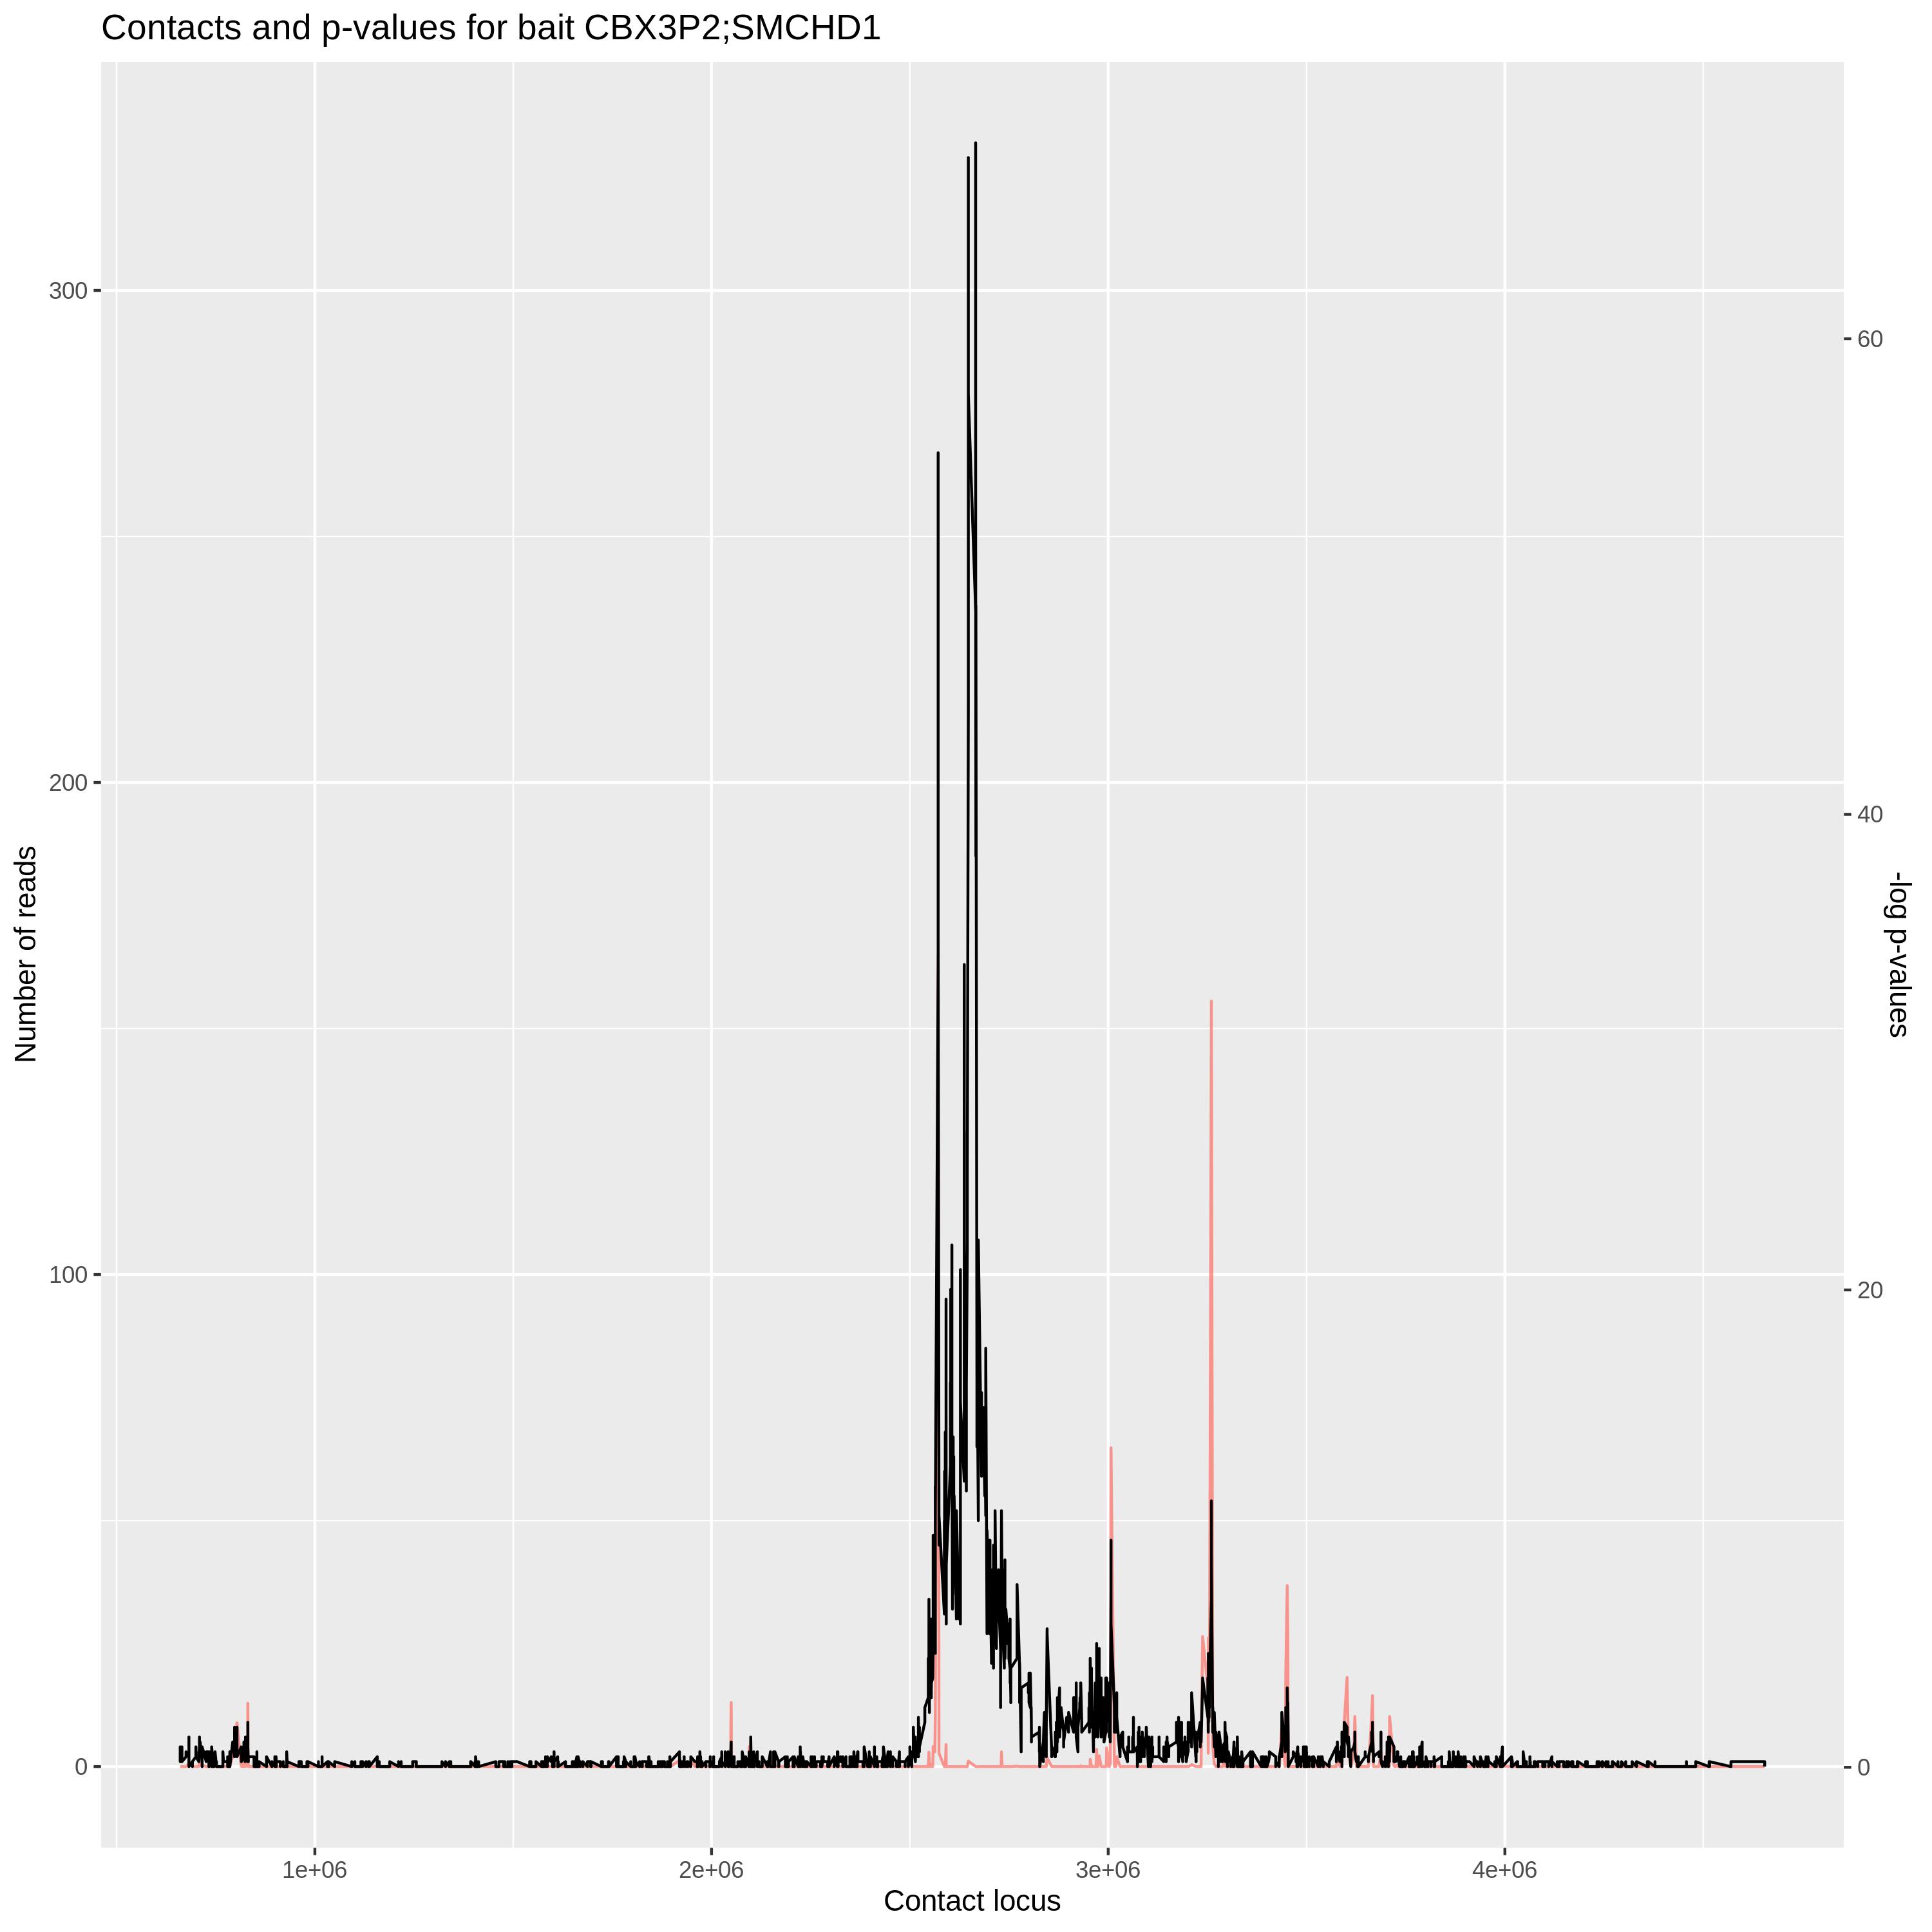 Contacts and p-values for bait CBX3P2;SMCHD1
Number of reads
300
200
100
0
60
40
20
0
-log p-values
1e+06 2e+06 3e+06 4e+06
Contact locus